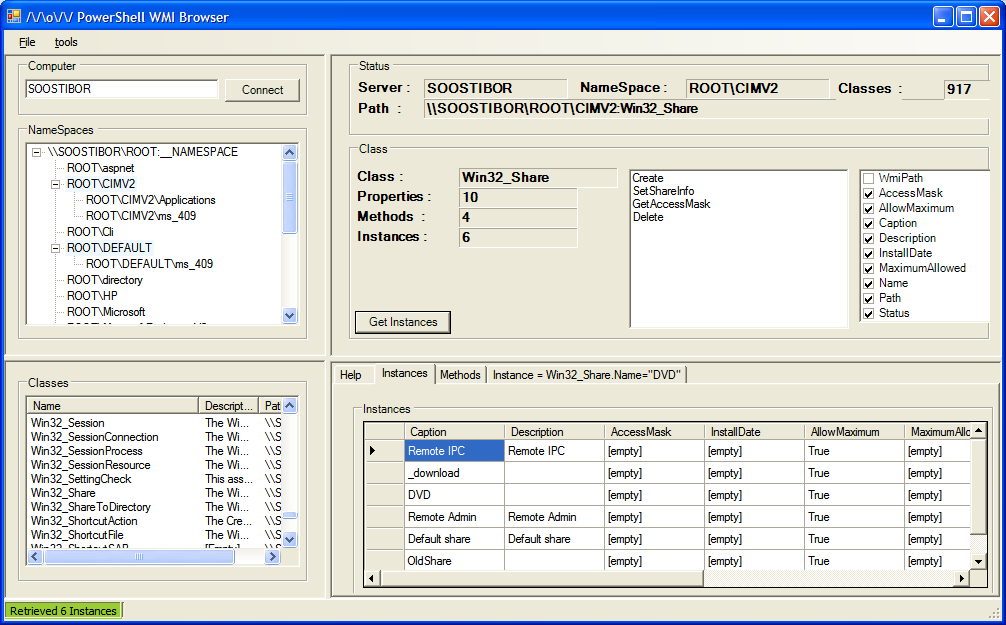 /\/\o\/\/ PowerShell WMI Browser
File tools
Computer
SOOSTIBOR
Connect
NameSpaces
\\SOOSTIBOR\ROOT:__NAMESPACE
ROOT\aspnet
ROOT\CIMV2
ROOT\CIMV2\Applications
ROOT\CIMV2\ms_409
ROOT\Cli
ROOT\DEFAULT
ROOT\DEFAULT\ms_409
ROOT\directory
ROOT\HP
ROOT\Microsoft
Status
Server : SOOSTIBOR NameSpace : ROOT\CIMV2 Classes : 917
Path : \\SOOSTIBOR\ROOT\CIMV2:Win32_Share
Class
Class : Win32_Share
Properties : 10
Methods : 4
Instances : 6
Get Instances
Create
SetShareInfo
GetAccessMask
Delete
WmiPath
AccessMask
AllowMaximum
Caption
Description
InstallDate
MaximumAllowed
Name
Path
Status
Classes
Name Descript... Pat
Win32_Session The Wi... \\S
Win32_SessionConnection The Wi... \\S
Win32_SessionProcess The Wi... \\S
Win32_SessionResource The Wi... \\S
Win32_SettingCheck This ass... \\S
Win32_Share The Wi... \\S
Win32_ShareToDirectory The Wi... \\S
Win32_ShortcutAction The Cre... \\S
Win32_ShortcutFile The Wi... \\S
Win32_ShortcutSAP [Empty] \\S
Help Instances Methods Instance = Win32_Share.Name="DVD"
Instances
Caption Description AccessMask InstallDate AllowMaximum MaximumAllo
Remote IPC Remote IPC [empty] [empty] True [empty]
_download [empty] [empty] True [empty]
DVD [empty] [empty] True [empty]
Remote Admin Remote Admin [empty] [empty] True [empty]
Default share Default share [empty] [empty] True [empty]
OldShare [empty] [empty] True [empty]
Retrieved 6 Instances